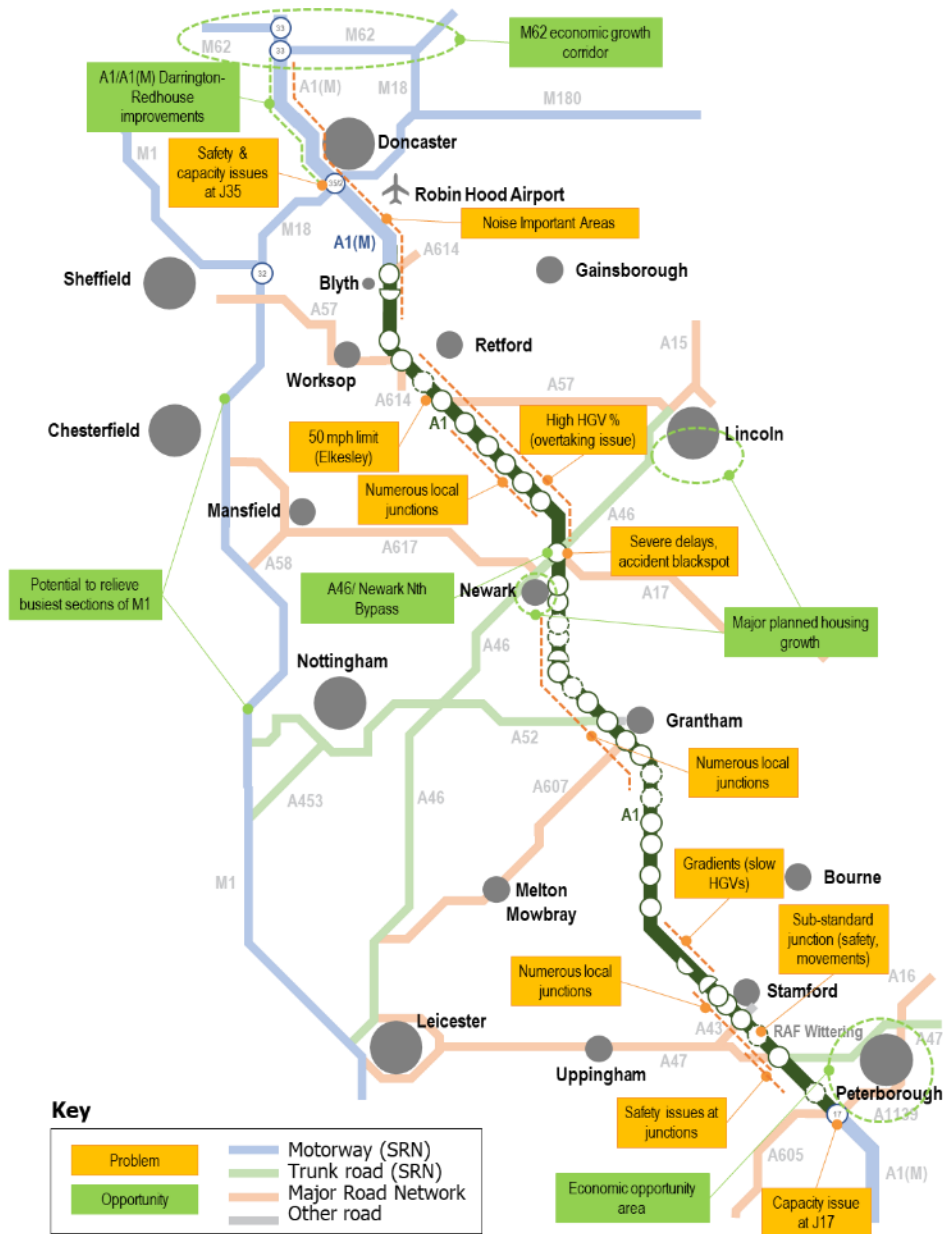 33
M62
M62
33
M62 economic growth
corridor
A1/A1(M) Darrington-
Redhouse
improvements
A1(M)
M18
M180
M1
Doncaster
Safety &
capacity issues
at J35
35/2
Robin Hood Airport
Noise Important Areas
M18
A1(M)
A614
Sheffield
32
Blyth
Gainsborough
A57
Retford
A15
Worksop
A614
A57
Chesterfield
50 mph limit
(Elkesley)
A1
High HGV %
(overtaking issue)
Lincoln
Numerous local
junctions
Mansfield
A46
A617
A58
Severe delays,
accident blackspot
Potential to relieve
busiest sections of M1
A46/ Newark Nth
Bypass
Newark
A17
Major planned housing
growth
A46
Nottingham
Grantham
A52
Numerous local
junctions
A453
A46
A607
A1
M1
Gradients (slow
HGVs)
Bourne
Melton
Mowbray
Sub-standard
junction (safety,
movements)
Numerous local
junctions
Stamford
A16
Leicester
A43
RAF Wittering
A47
A47
Uppingham
Peterborough
Safety issues at
junctions
17
A1139
A605
A1(M)
Economic opportunity
area
Capacity issue
at J17
Key
Problem
Opportunity
Motorway (SRN)
Trunk road (SRN)
Major Road Network
Other road